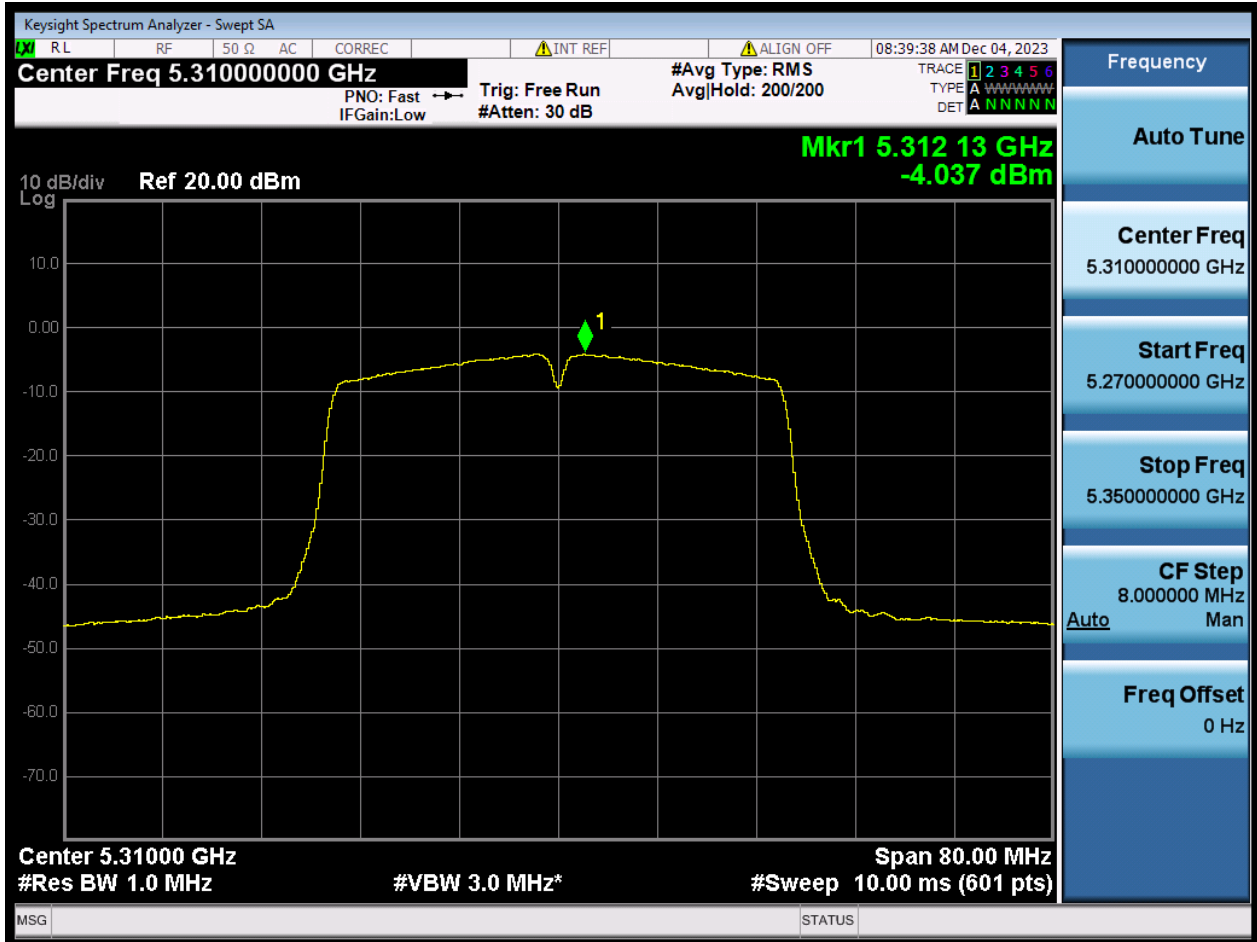 Keysight Spectrum Analyzer - Swept SA
LXI RL RF 50 Ω AC CORREC INT REF ALIGN OFF 08:39:38 AM Dec 04, 2023
Center Freq 5.310000000 GHz
PNO: Fast
IFGain:Low
Trig: Free Run
#Atten: 30 dB
#Avg Type: RMS
Avg|Hold: 200/200
TRACE 1 2 3 4 5 6
TYPE A WWWWW
DET A N N N N N
Mkr1 5.312 13 GHz
-4.037 dBm
10 dB/div Ref 20.00 dBm
Log
1
10.0
0.00
-10.0
-20.0
-30.0
-40.0
-50.0
-60.0
-70.0
Center 5.31000 GHz Span 80.00 MHz
#Res BW 1.0 MHz #VBW 3.0 MHz* #Sweep 10.00 ms (601 pts)
MSG STATUS
Frequency
Auto Tune
Center Freq
5.310000000 GHz
Start Freq
5.270000000 GHz
Stop Freq
5.350000000 GHz
CF Step
8.000000 MHz
Auto Man
Freq Offset
0 Hz